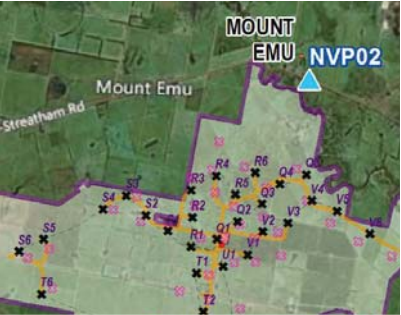 MOUNT
EMU
NVP02
Mount Emu
-Streatham Rd
R4
R6
Q4
R3
R5
Q3
S3
V4
S4
S2
R2
Q2
V3
V5
V2
V6
S5
R1
Q1
S6
V1
T1
U1
T6
T2